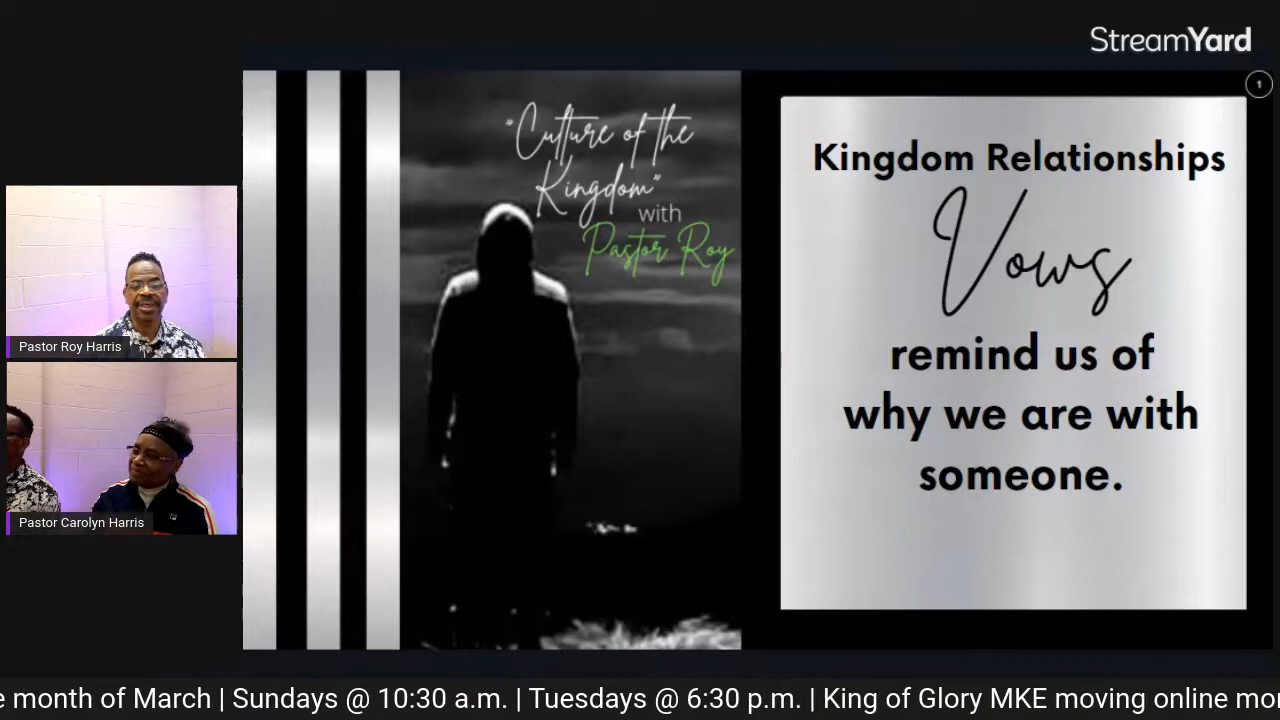 StreamYard
1
"Culture of the
Kingdom"
with
Pastor Roy
Kingdom Relationships
Vows
remind us of
why we are with
someone.
Pastor Roy Harris
Pastor Carolyn Harris
month of March | Sundays @ 10:30 a.m. | Tuesdays @ 6:30 p.m. | King of Glory MKE moving online